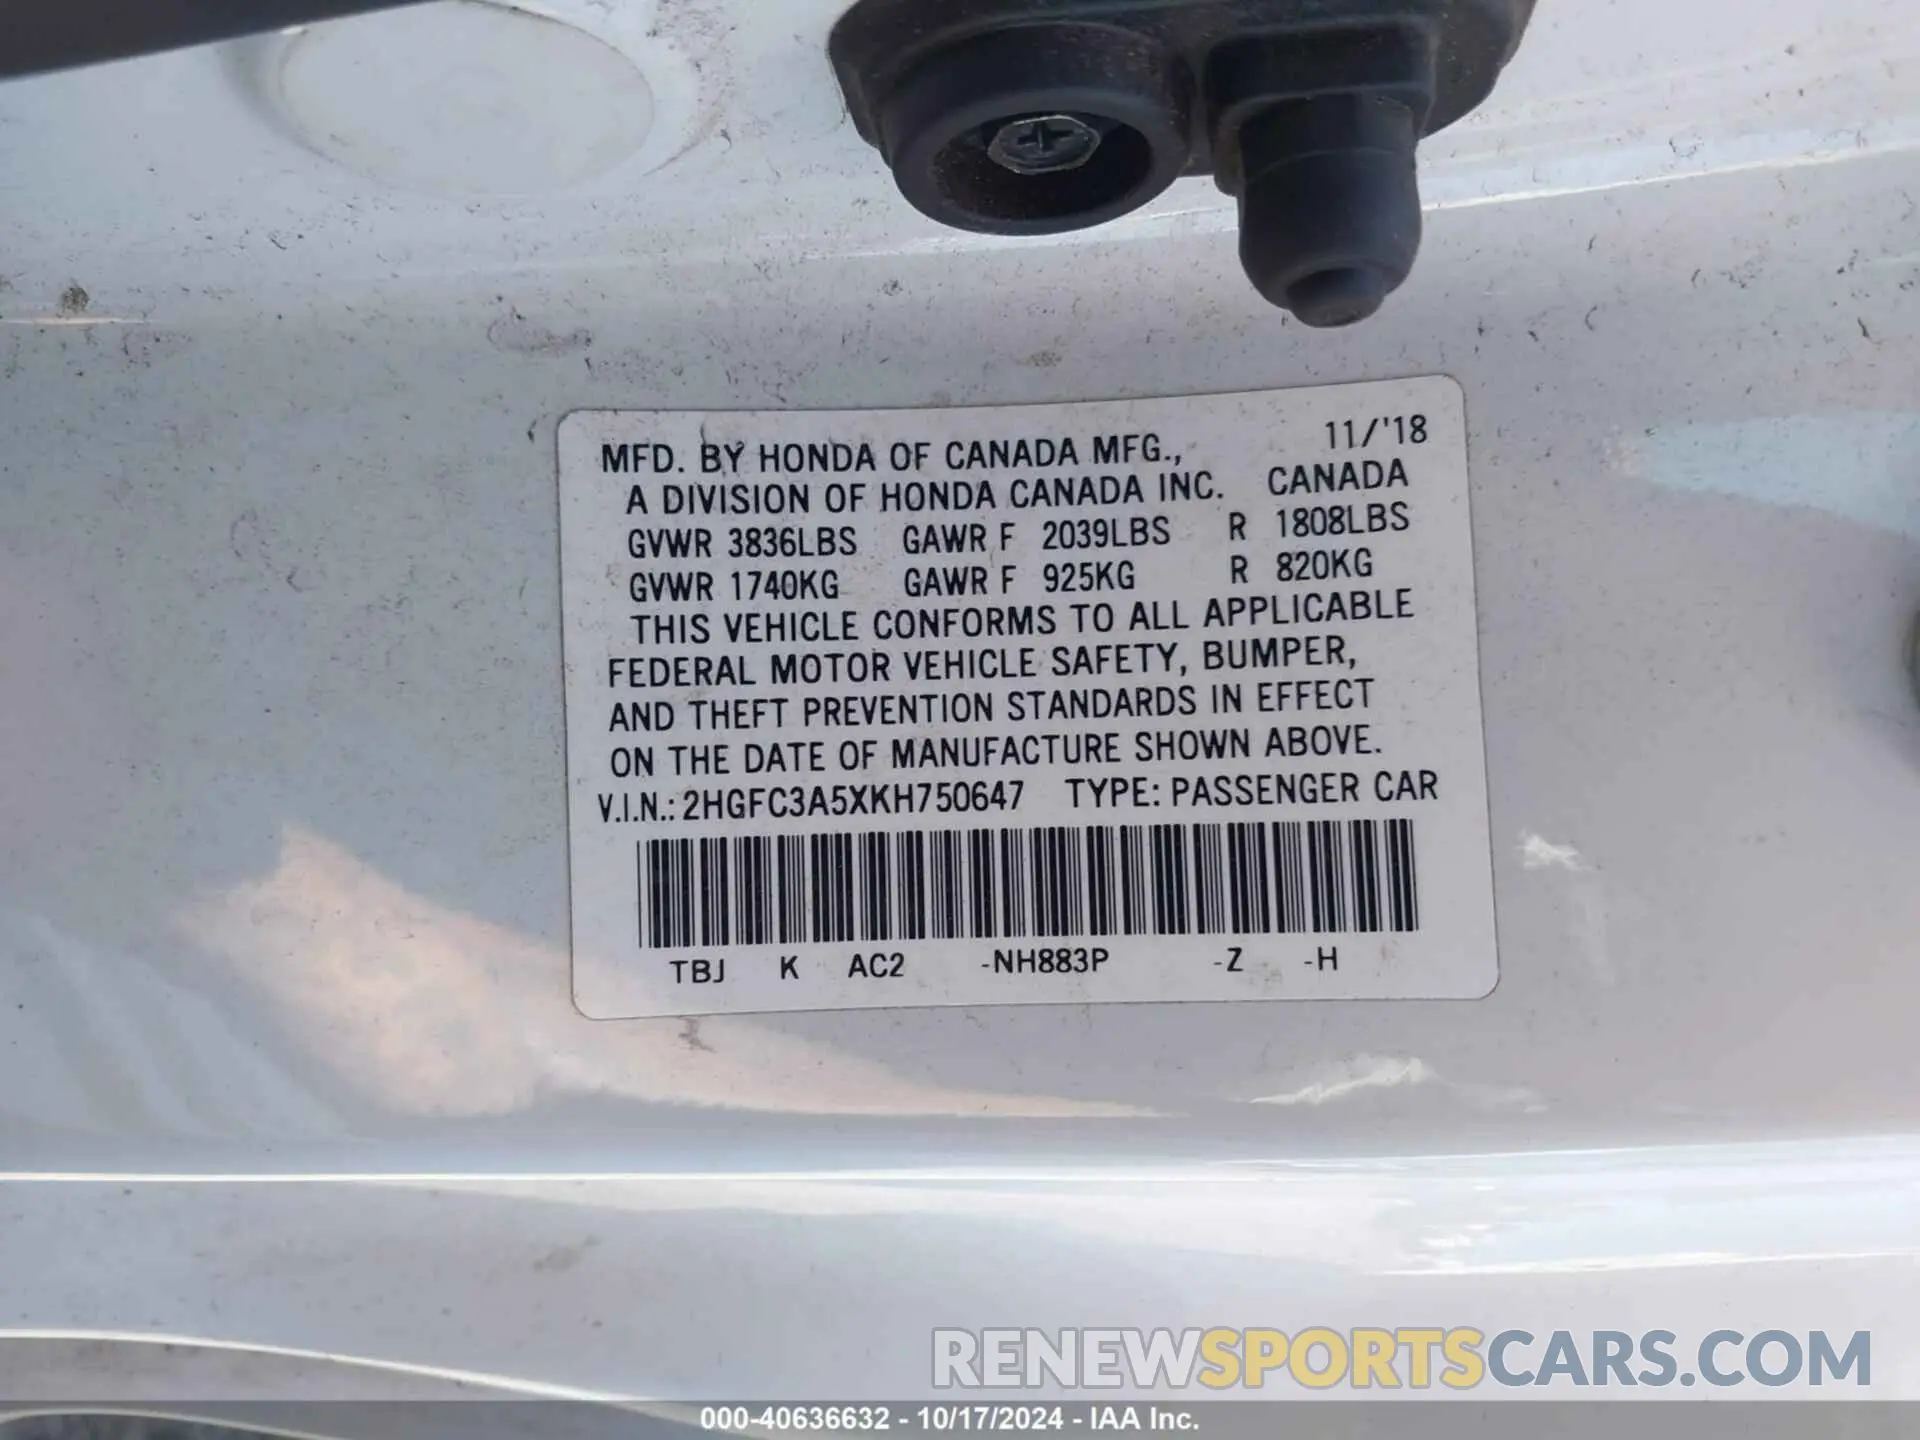 MFD. BY HONDA OF CANADA MFG., 11/'18
A DIVISION OF HONDA CANADA INC. CANADA
GVWR 3836LBS GAWR F 2039LBS R 1808LBS
GVWR 1740KG GAWR F 925KG R 820KG
THIS VEHICLE CONFORMS TO ALL APPLICABLE
FEDERAL MOTOR VEHICLE SAFETY, BUMPER,
AND THEFT PREVENTION STANDARDS IN EFFECT
ON THE DATE OF MANUFACTURE SHOWN ABOVE.
V.I.N.: 2HGFC3A5XKH750647 TYPE: PASSENGER CAR
TBJ K AC2 -NH883P -Z -H
RENEWSPORTSCARS.COM
000-40636632 - 10/17/2024 - IAA Inc.